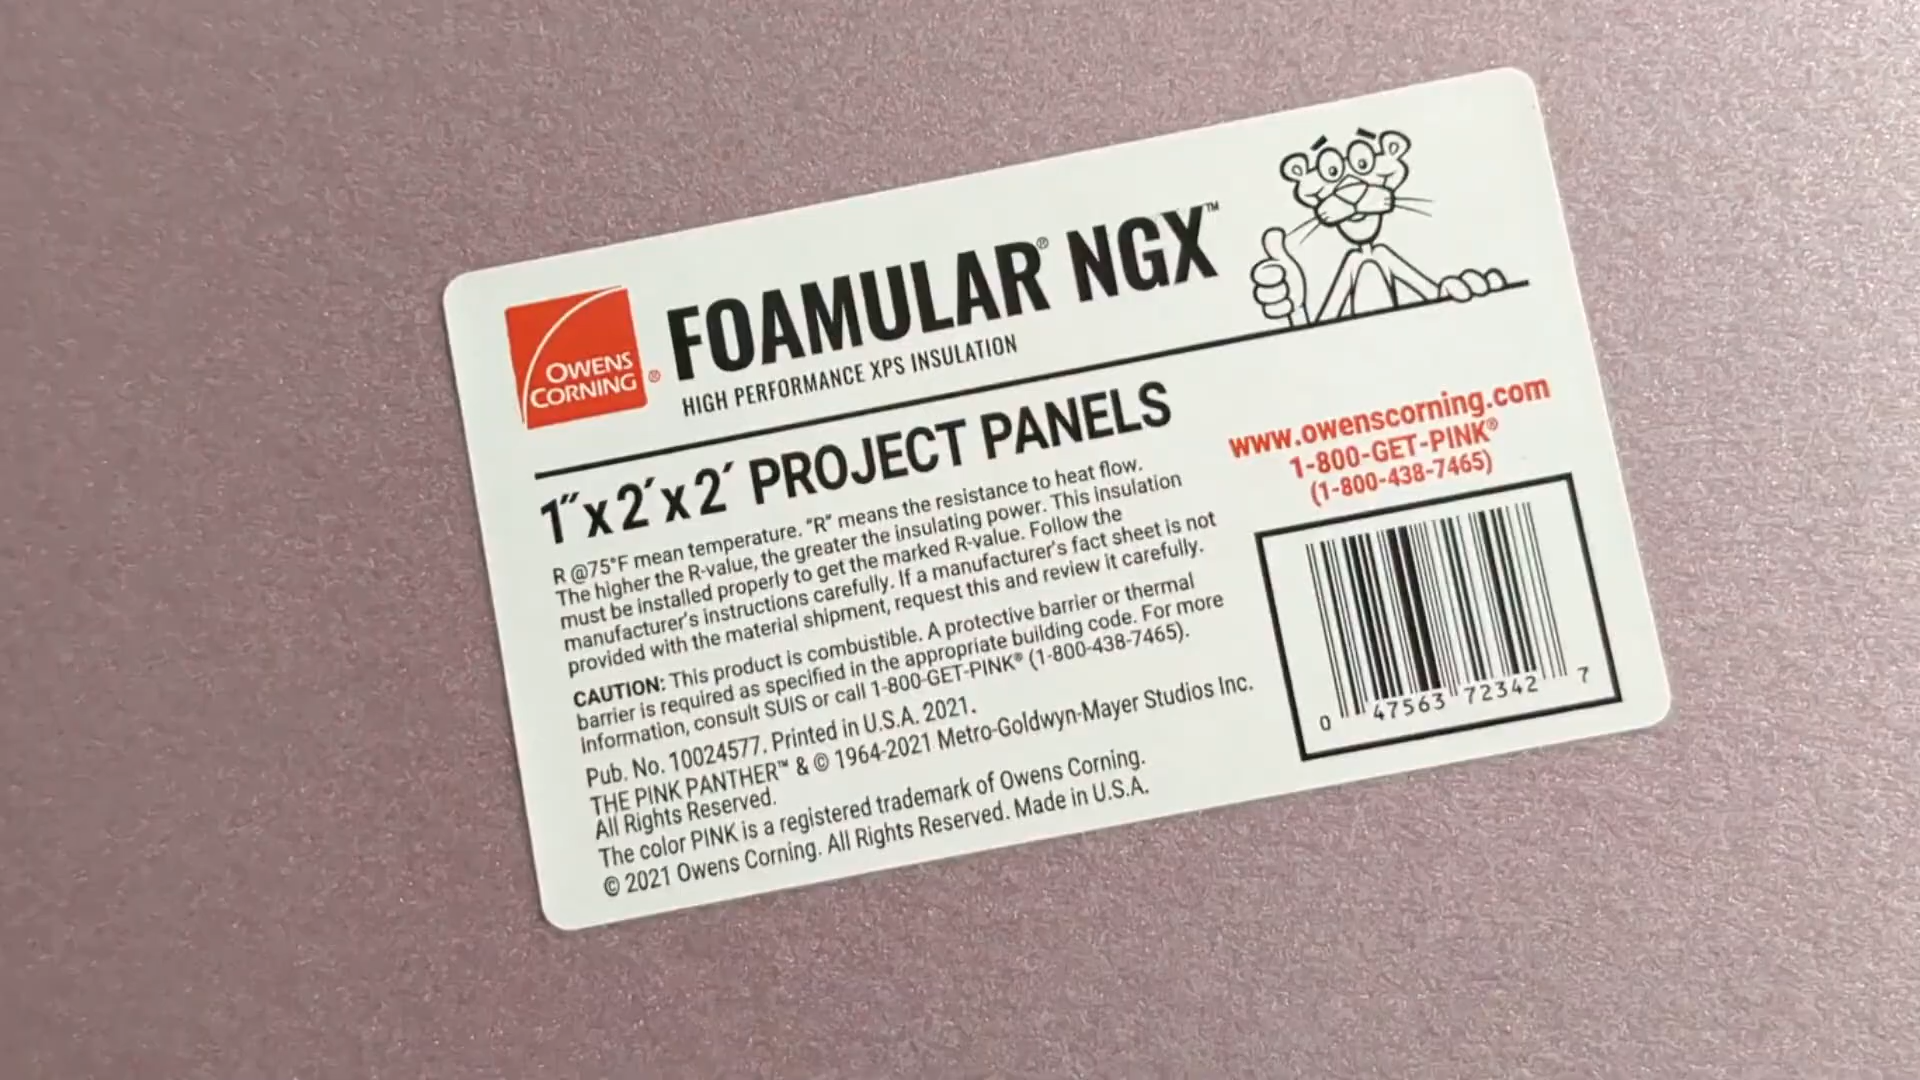 OWENS
CORNING®
FOAMULAR® NGX™
HIGH PERFORMANCE XPS INSULATION
1″x2′x2′ PROJECT PANELS
R @75°F mean temperature. "R" means the resistance to heat flow.
The higher the R-value, the greater the insulating power. This insulation
must be installed properly to get the marked R-value. Follow the
manufacturer's instructions carefully. If a manufacturer's fact sheet is not
provided with the material shipment, request this and review it carefully.
CAUTION: This product is combustible. A protective barrier or thermal
barrier is required as specified in the appropriate building code. For more
Information, consult SUIS or call 1-800-GET-PINK® (1-800-438-7465).
Pub. No. 10024577. Printed in U.S.A. 2021.
THE PINK PANTHER™ & © 1964-2021 Metro-Goldwyn-Mayer Studios Inc.
All Rights Reserved.
The color PINK is a registered trademark of Owens Corning.
© 2021 Owens Corning. All Rights Reserved. Made in U.S.A.
www.owenscorning.com
1-800-GET-PINK®
(1-800-438-7465)
0 47563 72342 7